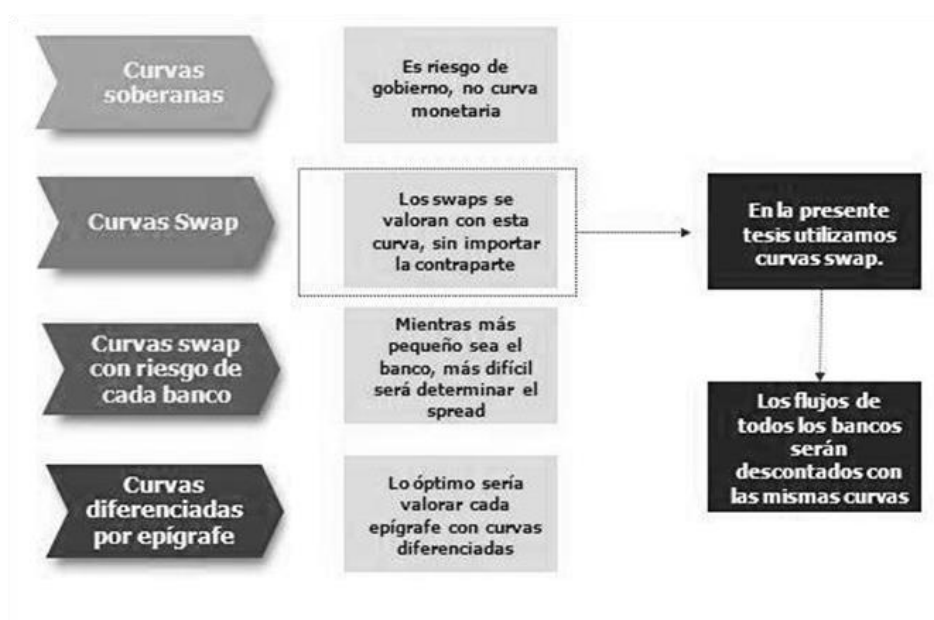 Curvas
soberanas
Es riesgo de
gobierno, no curva
monetaria
Curvas Swap
Los swaps se
valoran con esta
curva, sin importar
la contraparte
En la presente
tesis utilizamos
curvas swap.
Curvas swap
con riesgo de
cada banco
Mientras más
pequeño sea el
banco, más difícil
será determinar el
spread
Los flujos de
todos los bancos
serán
descontados con
las mismas curvas
Curvas
diferenciadas
por epígrafe
Lo óptimo sería
valorar cada
epígrafe con curvas
diferenciadas